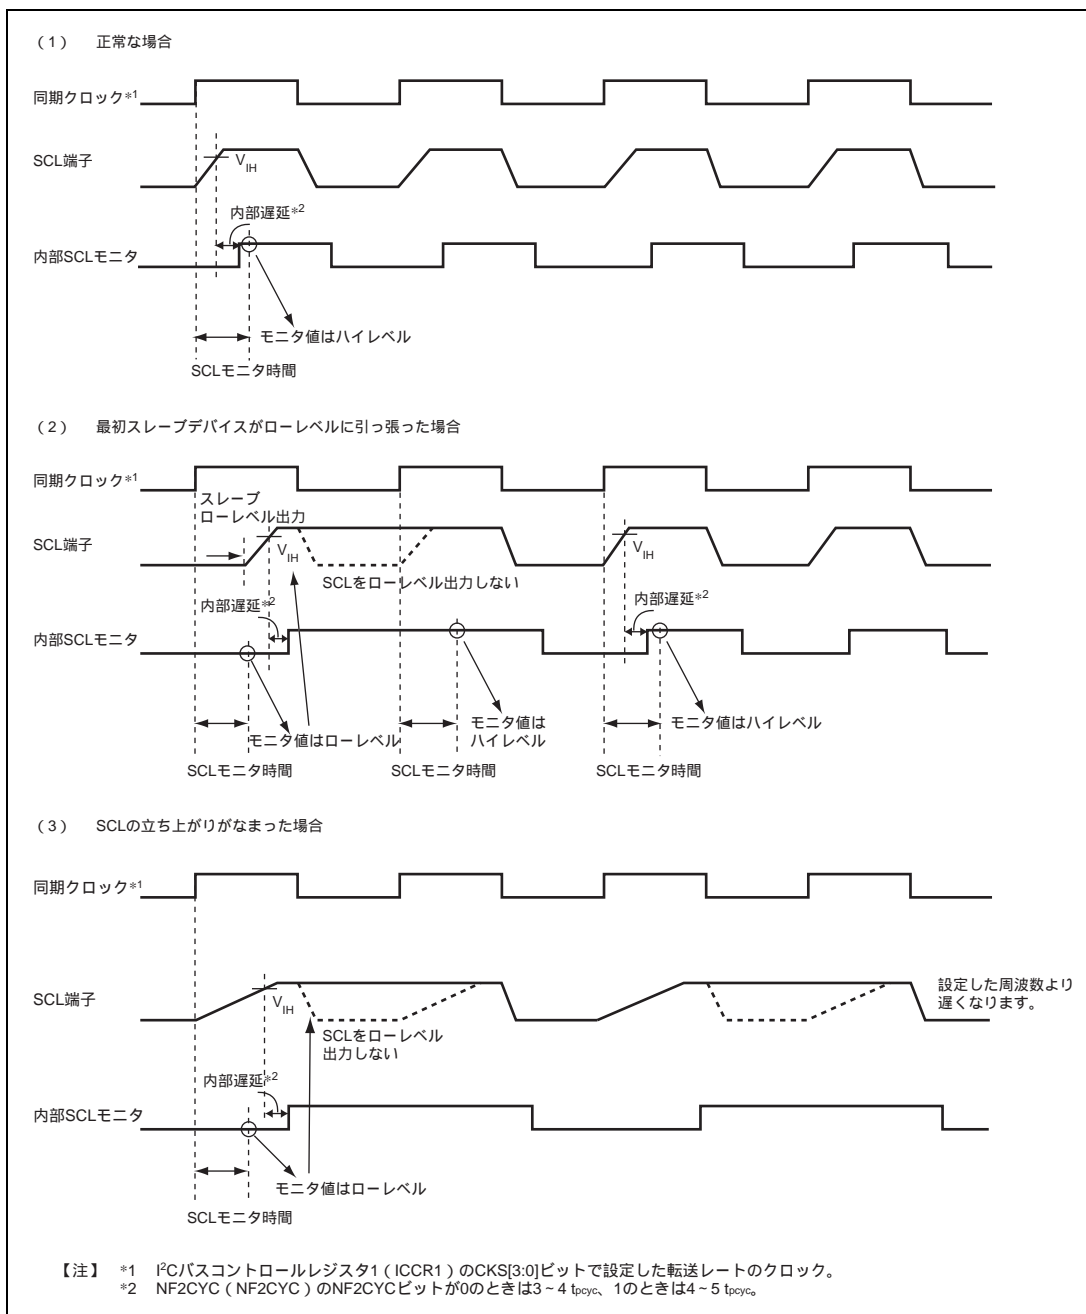 （1） 正常な場合
同期クロック*1
SCL端子
VIH
内部遅延*2
内部SCLモニタ
モニタ値はハイレベル
SCLモニタ時間
（2） 最初スレーブデバイスがローレベルに引っ張った場合
同期クロック*1
スレーブ
ローレベル出力
SCL端子
VIH
VIH
SCLをローレベル出力しない
内部遅延*2
内部遅延*2
内部SCLモニタ
モニタ値はローレベル
モニタ値は
ハイレベル
モニタ値はハイレベル
SCLモニタ時間
SCLモニタ時間
SCLモニタ時間
（3） SCLの立ち上がりがなまった場合
同期クロック*1
SCL端子
VIH
設定した周波数より
遅くなります。
SCLをローレベル
出力しない
内部遅延*2
内部SCLモニタ
モニタ値はローレベル
SCLモニタ時間
【注】 *1 I2Cバスコントロールレジスタ1（ICCR1）のCKS[3:0]ビットで設定した転送レートのクロック。
*2 NF2CYC（NF2CYC）のNF2CYCビットが0のときは3～4 tpcyc、1のときは4～5 tpcyc。